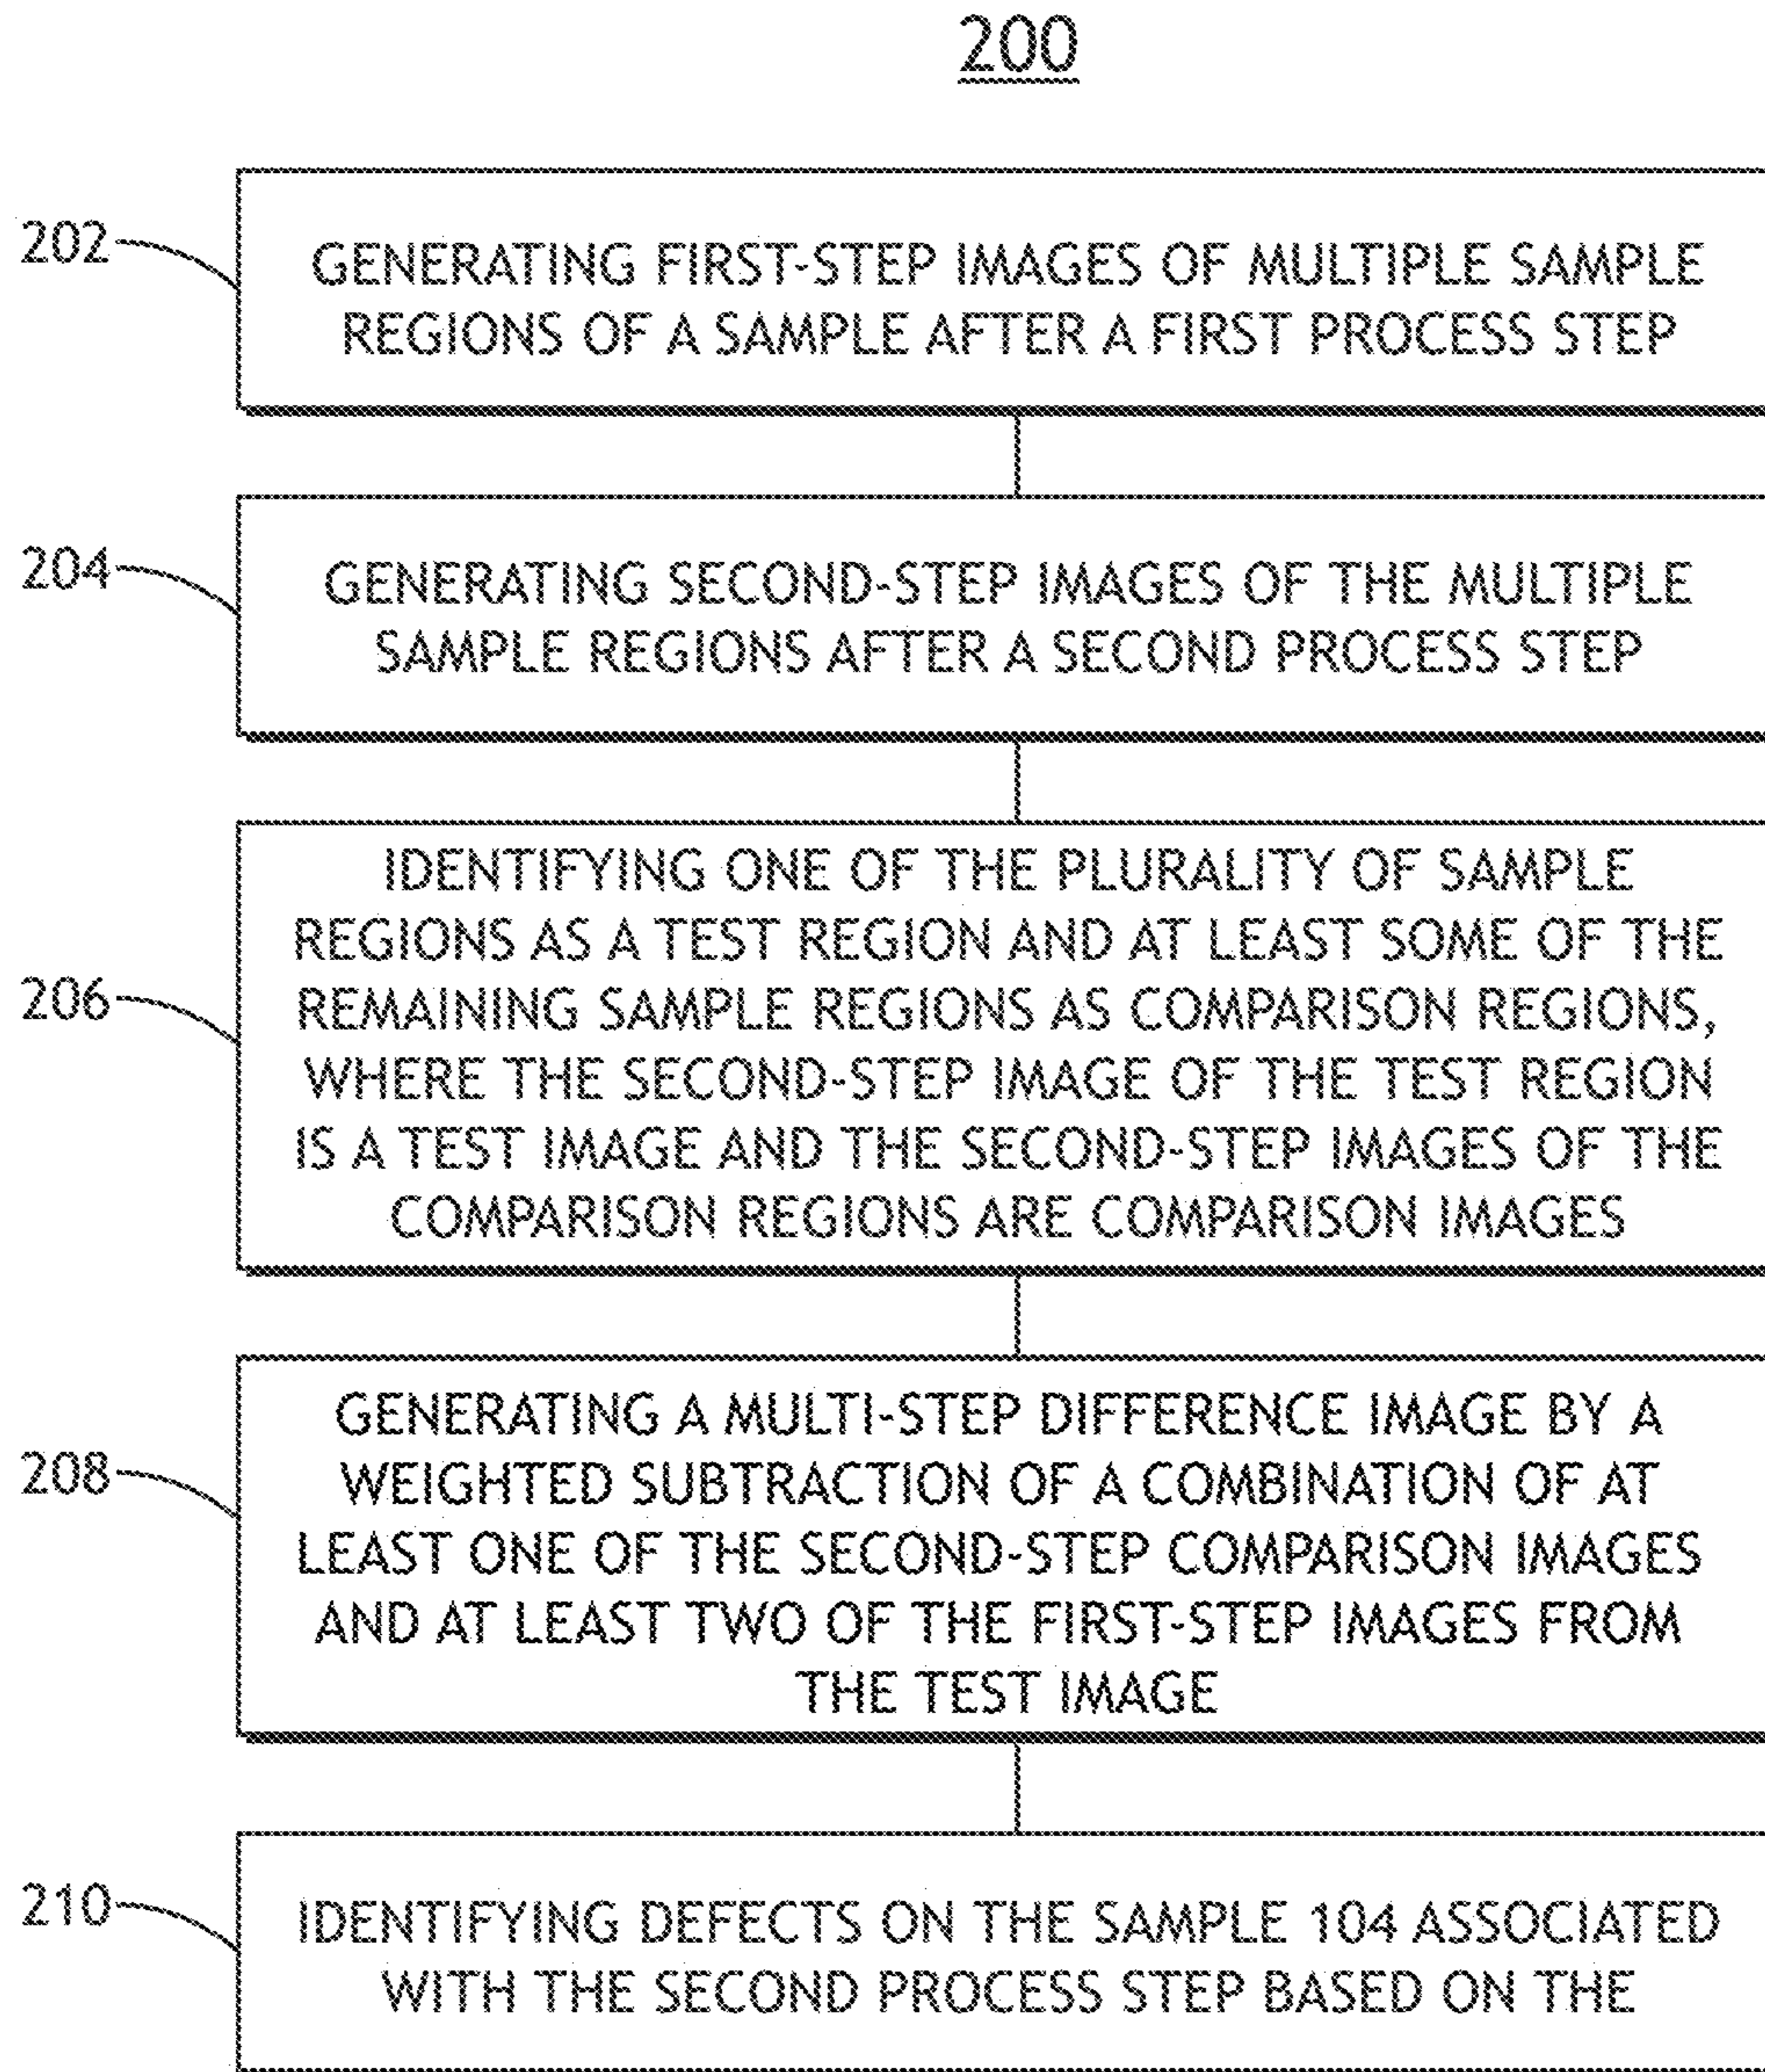 200
202
GENERATING FIRST-STEP IMAGES OF MULTIPLE SAMPLE
REGIONS OF A SAMPLE AFTER A FIRST PROCESS STEP
204
GENERATING SECOND-STEP IMAGES OF THE MULTIPLE
SAMPLE REGIONS AFTER A SECOND PROCESS STEP
206
IDENTIFYING ONE OF THE PLURALITY OF SAMPLE
REGIONS AS A TEST REGION AND AT LEAST SOME OF THE
REMAINING SAMPLE REGIONS AS COMPARISON REGIONS,
WHERE THE SECOND-STEP IMAGE OF THE TEST REGION
IS A TEST IMAGE AND THE SECOND-STEP IMAGES OF THE
COMPARISON REGIONS ARE COMPARISON IMAGES
208
GENERATING A MULTI-STEP DIFFERENCE IMAGE BY A
WEIGHTED SUBTRACTION OF A COMBINATION OF AT
LEAST ONE OF THE SECOND-STEP COMPARISON IMAGES
AND AT LEAST TWO OF THE FIRST-STEP IMAGES FROM
THE TEST IMAGE
210
IDENTIFYING DEFECTS ON THE SAMPLE 104 ASSOCIATED
WITH THE SECOND PROCESS STEP BASED ON THE